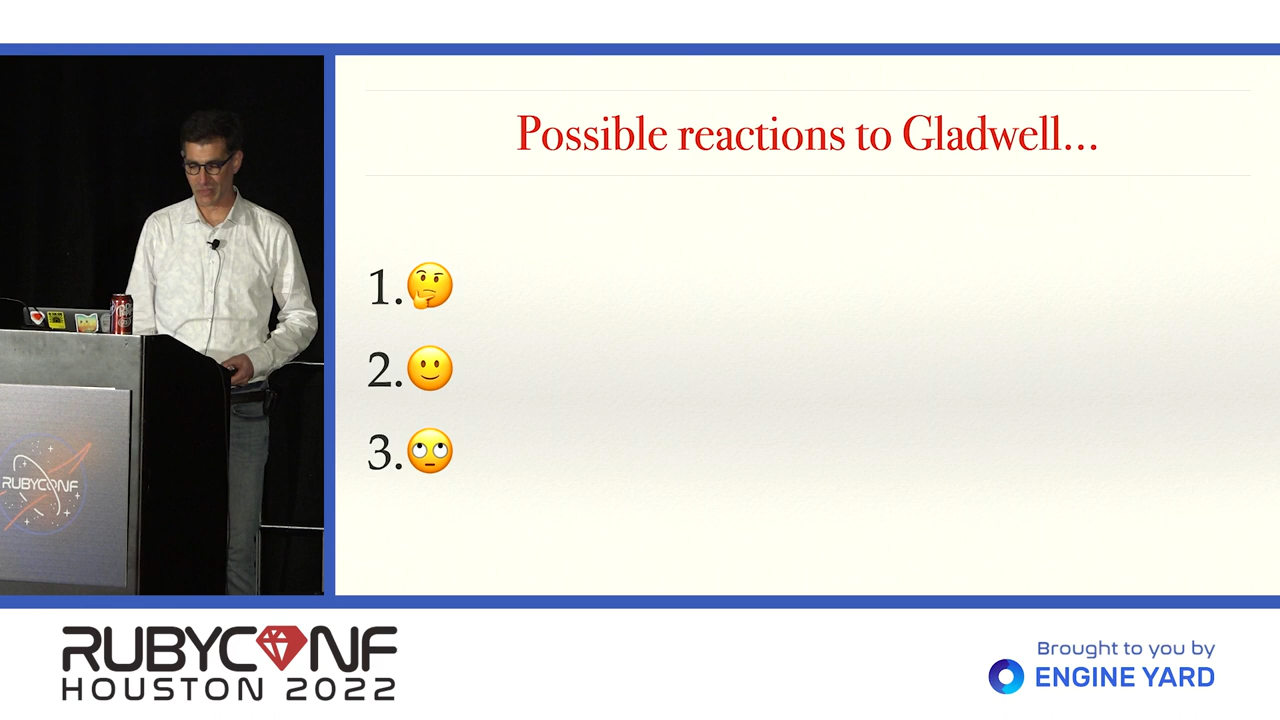 Possible reactions to Gladwell...
1.🤔
2.🙂
3.🙄
RUBYCONF
RUBYCONF
HOUSTON 2022
Brought to you by
ENGINE YARD